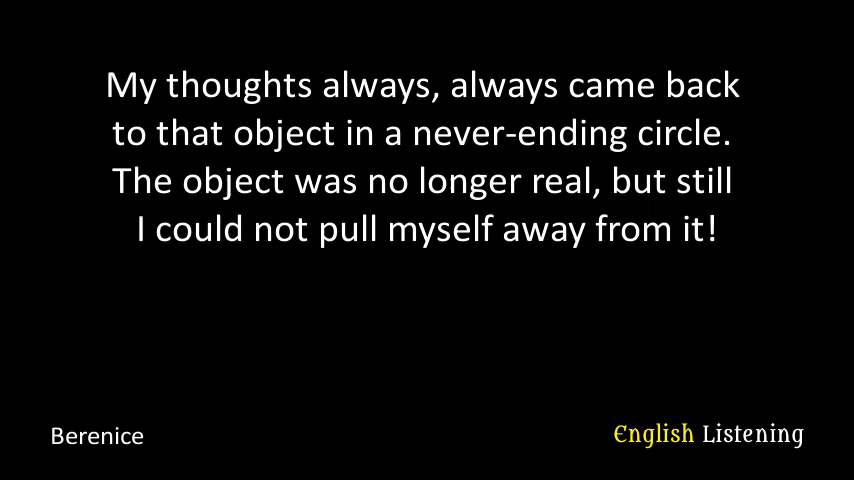 My thoughts always, always came back
to that object in a never-ending circle.
The object was no longer real, but still
I could not pull myself away from it!
Berenice
English Listening